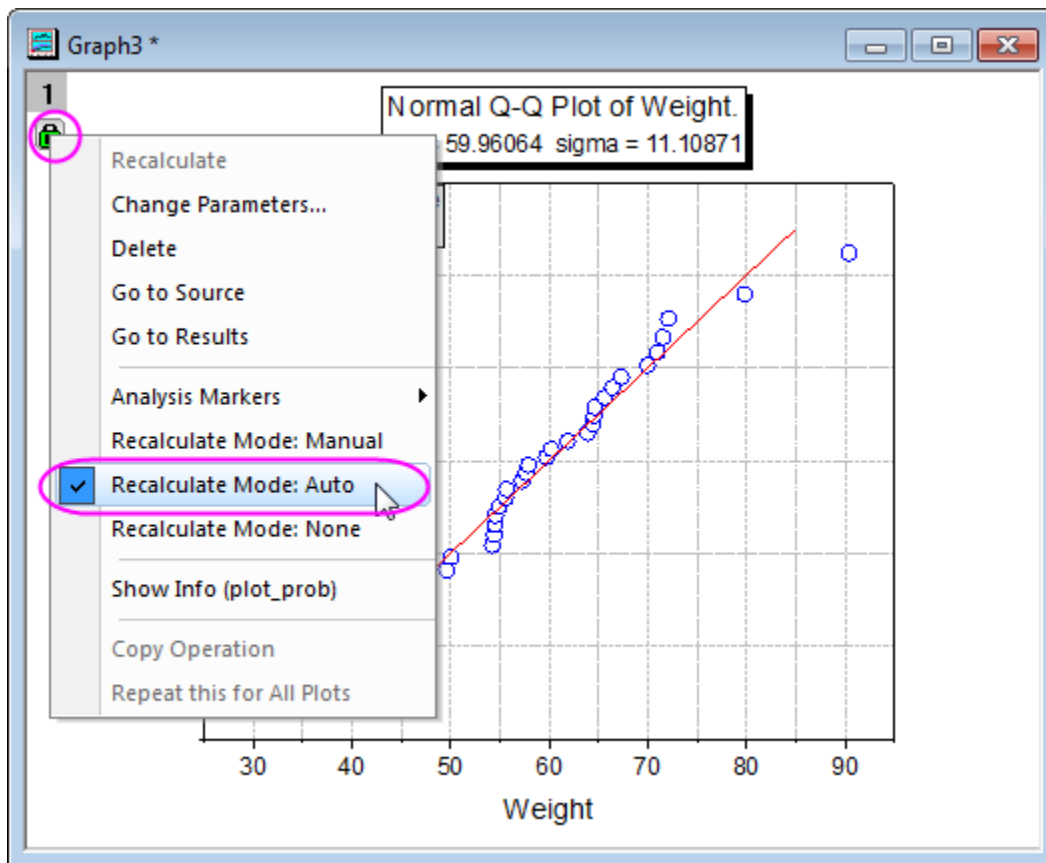 Graph3 *
1
Normal Q-Q Plot of Weight.
= 59.96064 sigma = 11.10871
Recalculate
Change Parameters...
Delete
Go to Source
Go to Results
Analysis Markers
Recalculate Mode: Manual
Recalculate Mode: Auto
Recalculate Mode: None
Show Info (plot_prob)
Copy Operation
Repeat this for All Plots
30 40 50 60 70 80 90
Weight